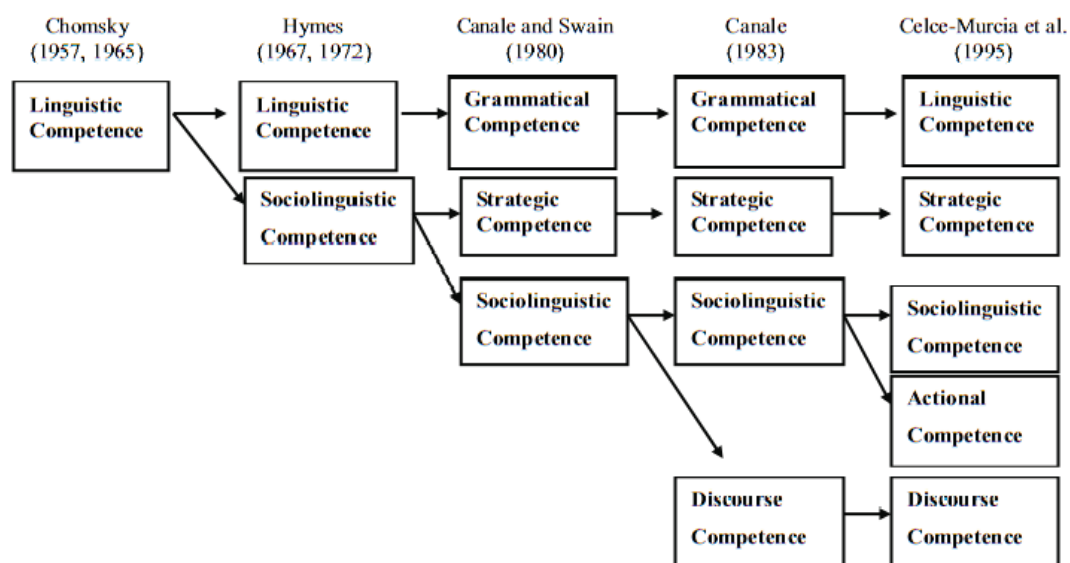 Chomsky
(1957, 1965)
Hymes
(1967, 1972)
Canale and Swain
(1980)
Canale
(1983)
Celce-Murcia et al.
(1995)
Linguistic
Competence
Linguistic
Competence
Grammatical
Competence
Grammatical
Competence
Linguistic
Competence
Sociolinguistic
Competence
Strategic
Competence
Strategic
Competence
Strategic
Competence
Sociolinguistic
Competence
Sociolinguistic
Competence
Sociolinguistic
Competence
Actional
Competence
Discourse
Competence
Discourse
Competence